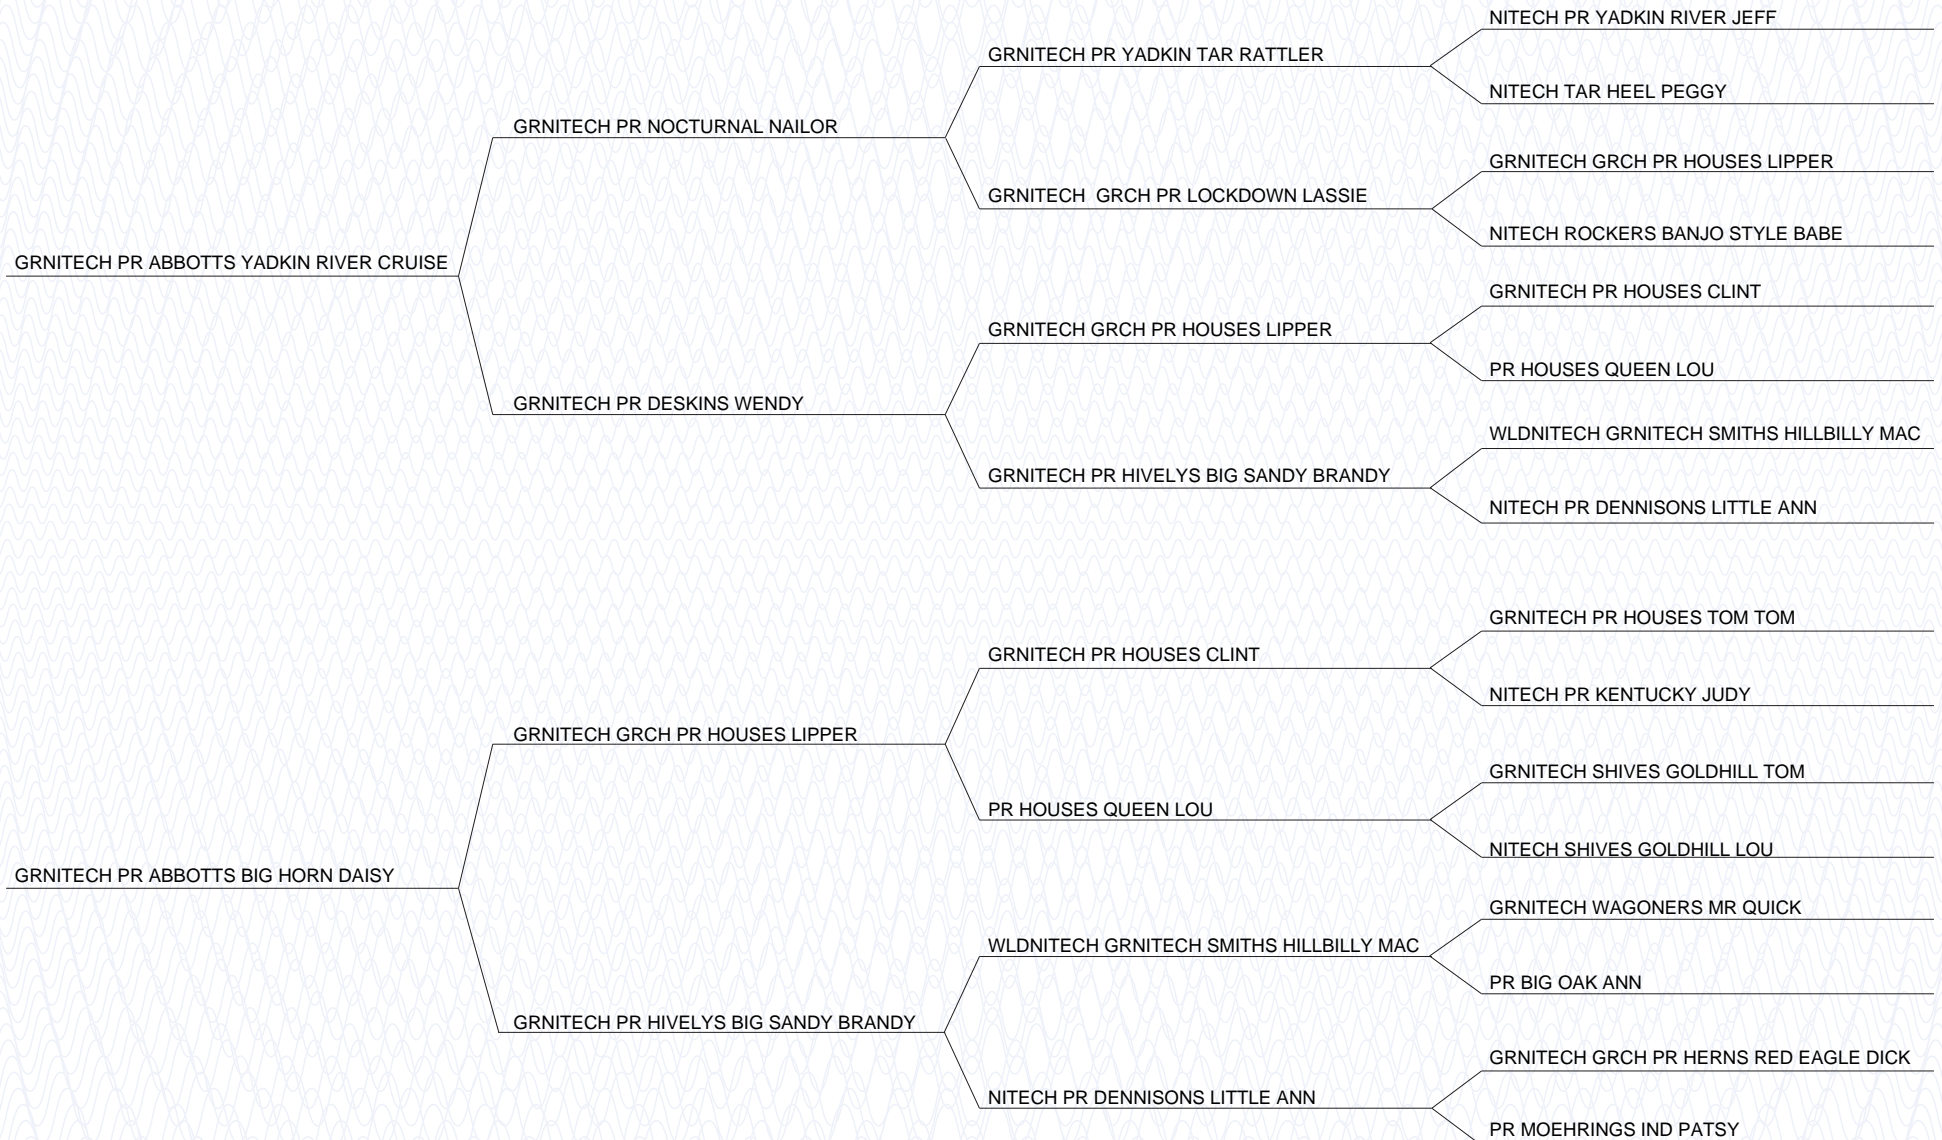 NITECH PR YADKIN RIVER JEFF
GRNITECH PR YADKIN TAR RATTLER
NITECH TAR HEEL PEGGY
GRNITECH PR NOCTURNAL NAILOR
GRNITECH GRCH PR HOUSES LIPPER
GRNITECH  GRCH PR LOCKDOWN LASSIE
NITECH ROCKERS BANJO STYLE BABE
GRNITECH PR ABBOTTS YADKIN RIVER CRUISE
GRNITECH PR HOUSES CLINT
GRNITECH GRCH PR HOUSES LIPPER
PR HOUSES QUEEN LOU
GRNITECH PR DESKINS WENDY
WLDNITECH GRNITECH SMITHS HILLBILLY MAC
GRNITECH PR HIVELYS BIG SANDY BRANDY
NITECH PR DENNISONS LITTLE ANN
GRNITECH PR HOUSES TOM TOM
GRNITECH PR HOUSES CLINT
NITECH PR KENTUCKY JUDY
GRNITECH GRCH PR HOUSES LIPPER
GRNITECH SHIVES GOLDHILL TOM
PR HOUSES QUEEN LOU
NITECH SHIVES GOLDHILL LOU
GRNITECH PR ABBOTTS BIG HORN DAISY
GRNITECH WAGONERS MR QUICK
WLDNITECH GRNITECH SMITHS HILLBILLY MAC
PR BIG OAK ANN
GRNITECH PR HIVELYS BIG SANDY BRANDY
GRNITECH GRCH PR HERNS RED EAGLE DICK
NITECH PR DENNISONS LITTLE ANN
PR MOEHRINGS IND PATSY